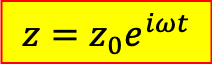 z = z₀e^{iωt}